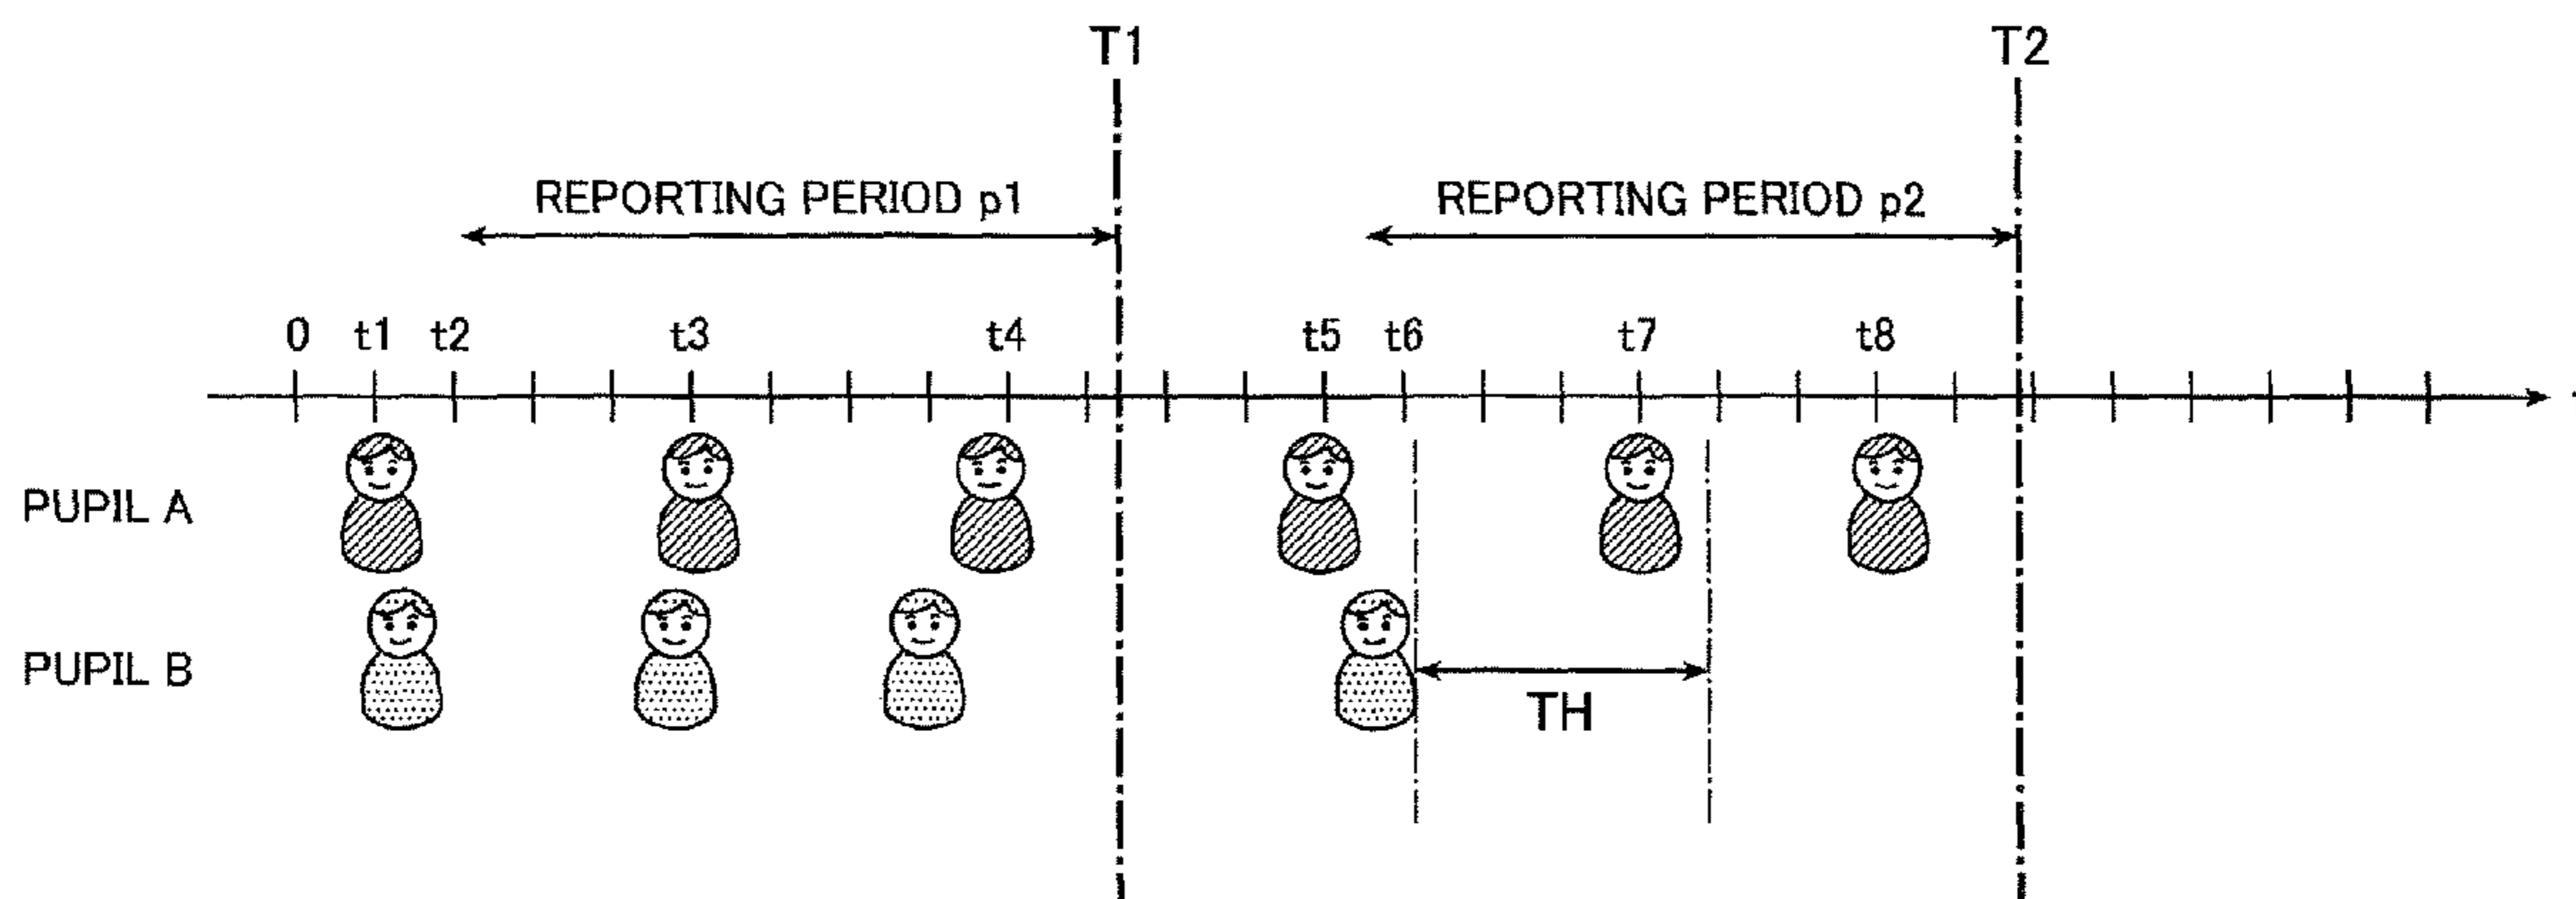 T1 T2
REPORTING PERIOD p1 REPORTING PERIOD p2
0 t1 t2 t3 t4 t5 t6 t7 t8
PUPIL A
PUPIL B
TH